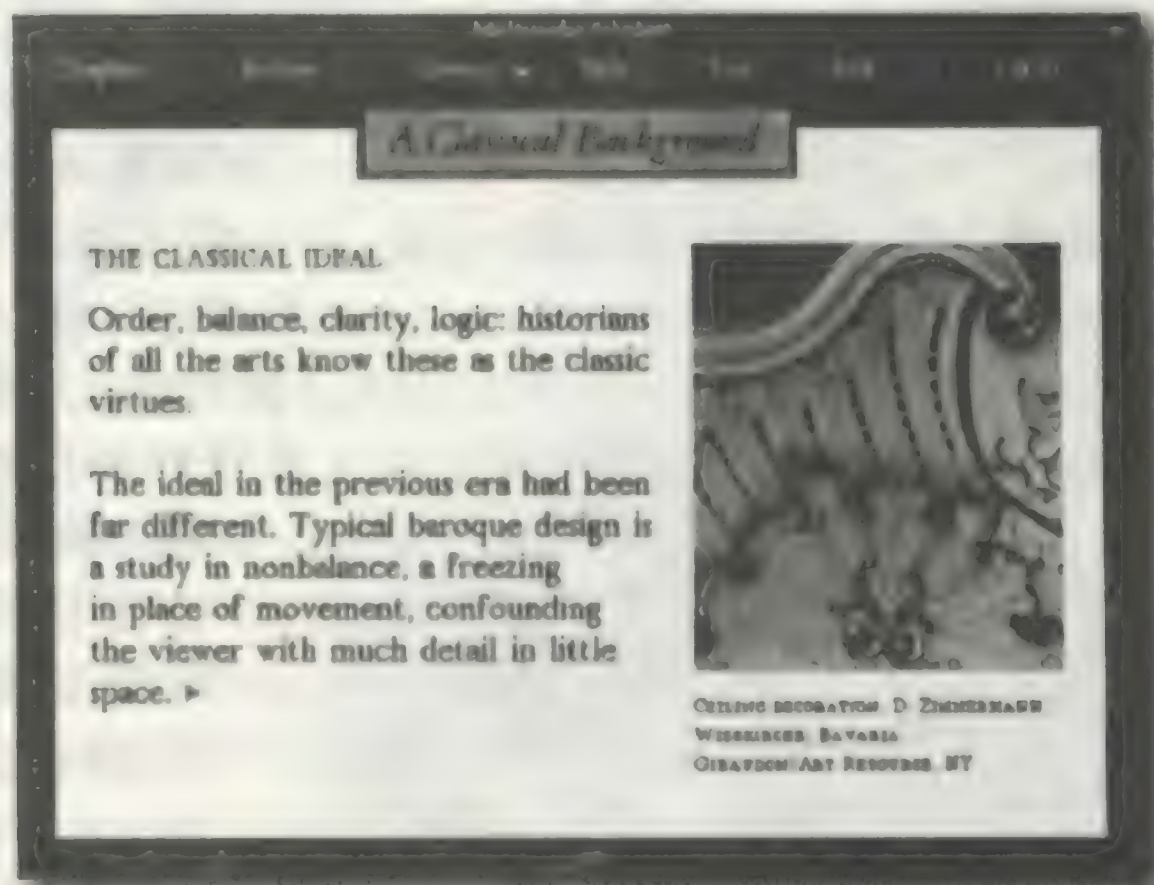 A Classical Background
THE CLASSICAL IDEAL
Order, balance, clarity, logic: historians
of all the arts know these as the classic
virtues.
The ideal in the previous era had been
far different. Typical baroque design is
a study in nonbalance, a freezing
in place of movement, confounding
the viewer with much detail in little
space. ▸
CEILING DECORATION D ZIMMERMANN
WIESKIRCHE BAVARIA
GIRAUDON/ART RESOURCE NY